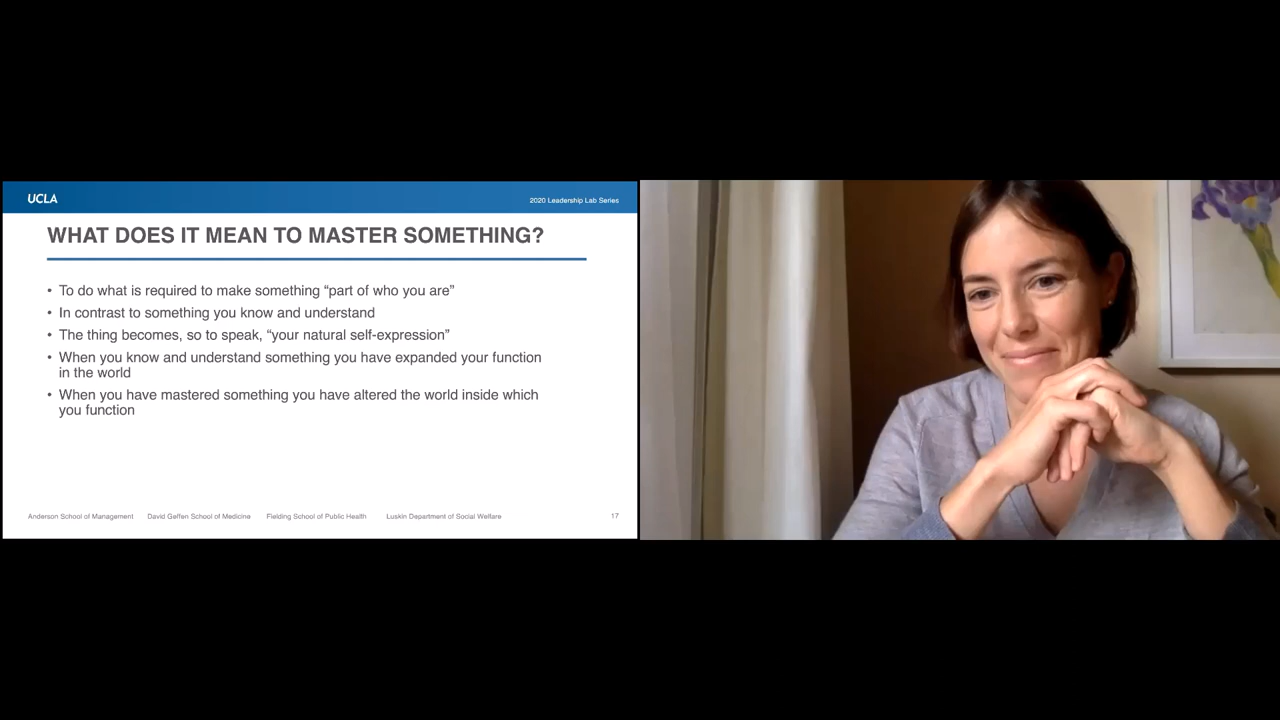 UCLA
2020 Leadership Lab Series
WHAT DOES IT MEAN TO MASTER SOMETHING?
• To do what is required to make something “part of who you are”
• In contrast to something you know and understand
• The thing becomes, so to speak, “your natural self-expression”
• When you know and understand something you have expanded your function
in the world
• When you have mastered something you have altered the world inside which
you function
Anderson School of Management David Geffen School of Medicine Fielding School of Public Health Luskin Department of Social Welfare 17